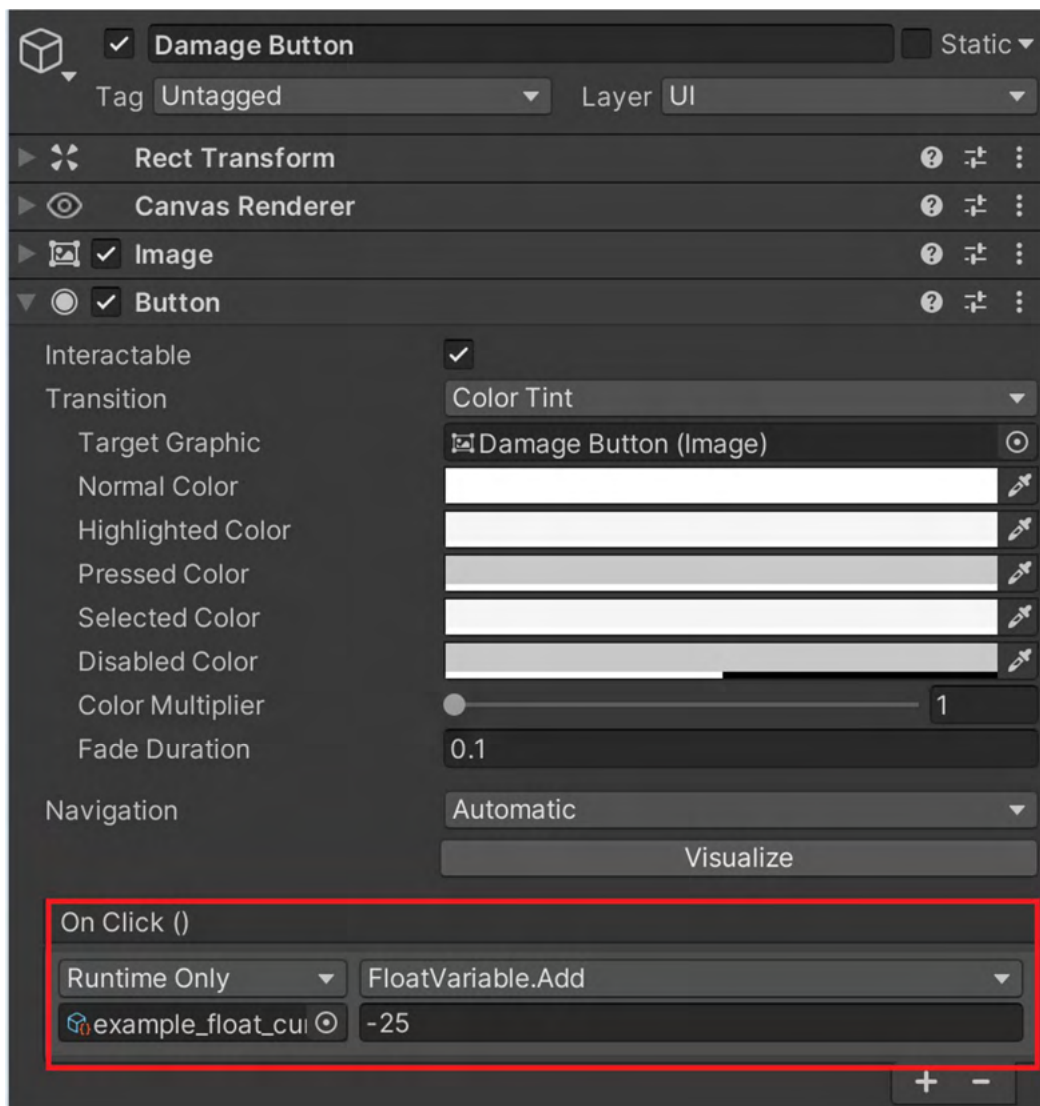 Damage Button
Static
Tag Untagged Layer UI
Rect Transform
Canvas Renderer
Image
Button
Interactable
Transition Color Tint
Target Graphic Damage Button (Image)
Normal Color
Highlighted Color
Pressed Color
Selected Color
Disabled Color
Color Multiplier 1
Fade Duration 0.1
Navigation Automatic
Visualize
On Click ()
Runtime Only FloatVariable.Add
example_float_cu -25